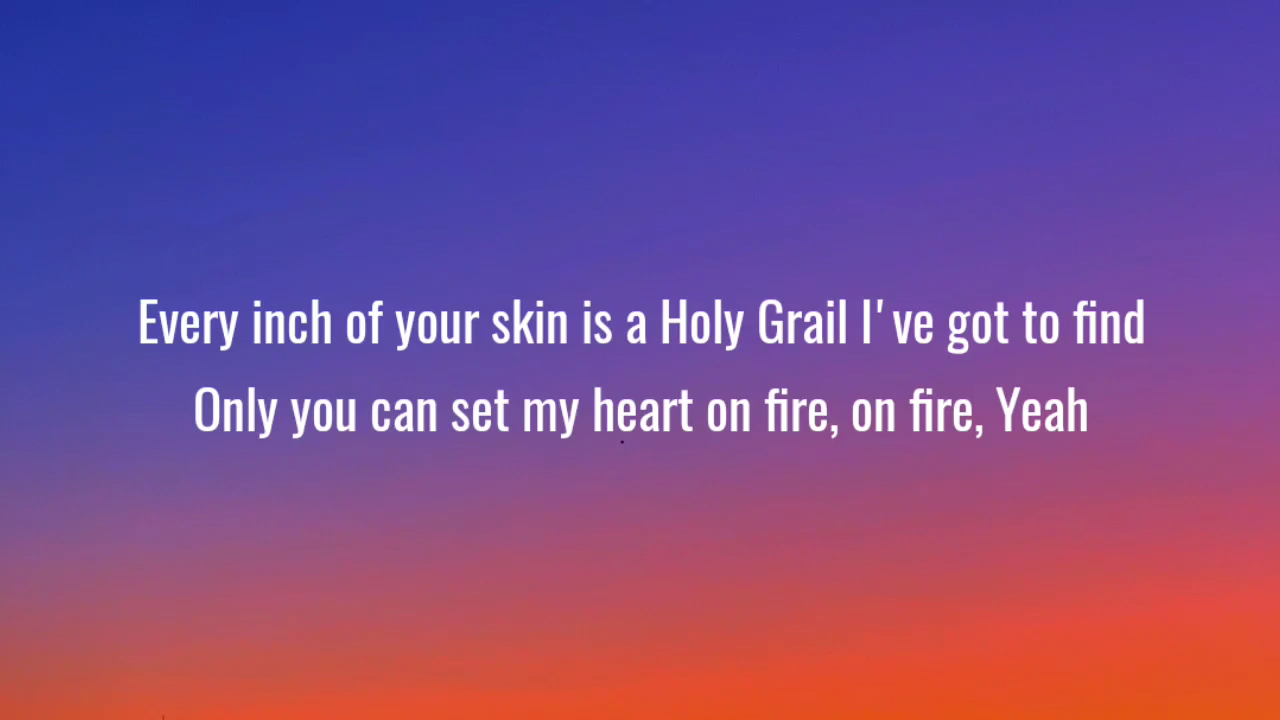 Every inch of your skin is a Holy Grail I've got to find
Only you can set my heart on fire, on fire, Yeah